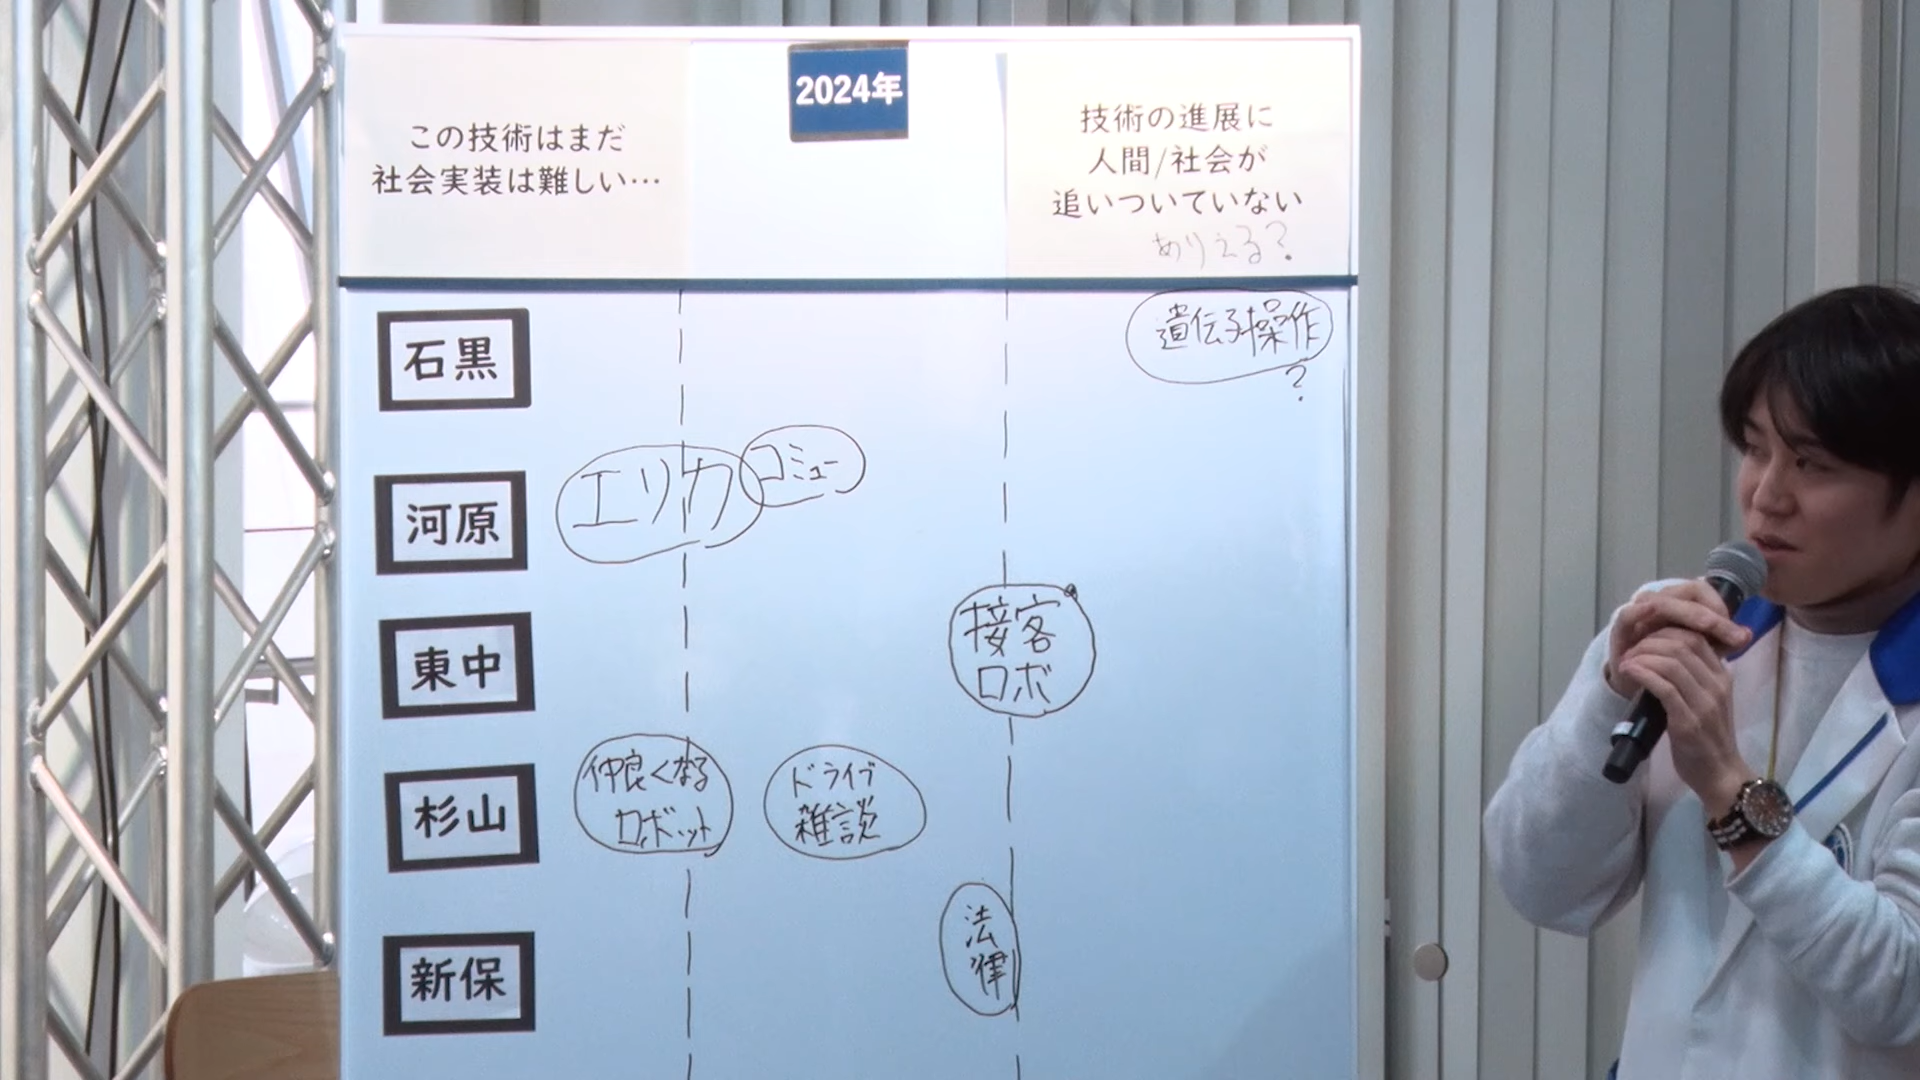 この技術はまだ
社会実装は難しい…
2024年
技術の進展に
人間/社会が
追いついていない
ありえる?
石黒
遺伝子操作
?
河原
エリカ
コミュー
東中
接客
ロボ
杉山
仲良くなる
ロボット
ドライブ
雑談
新保
法
律